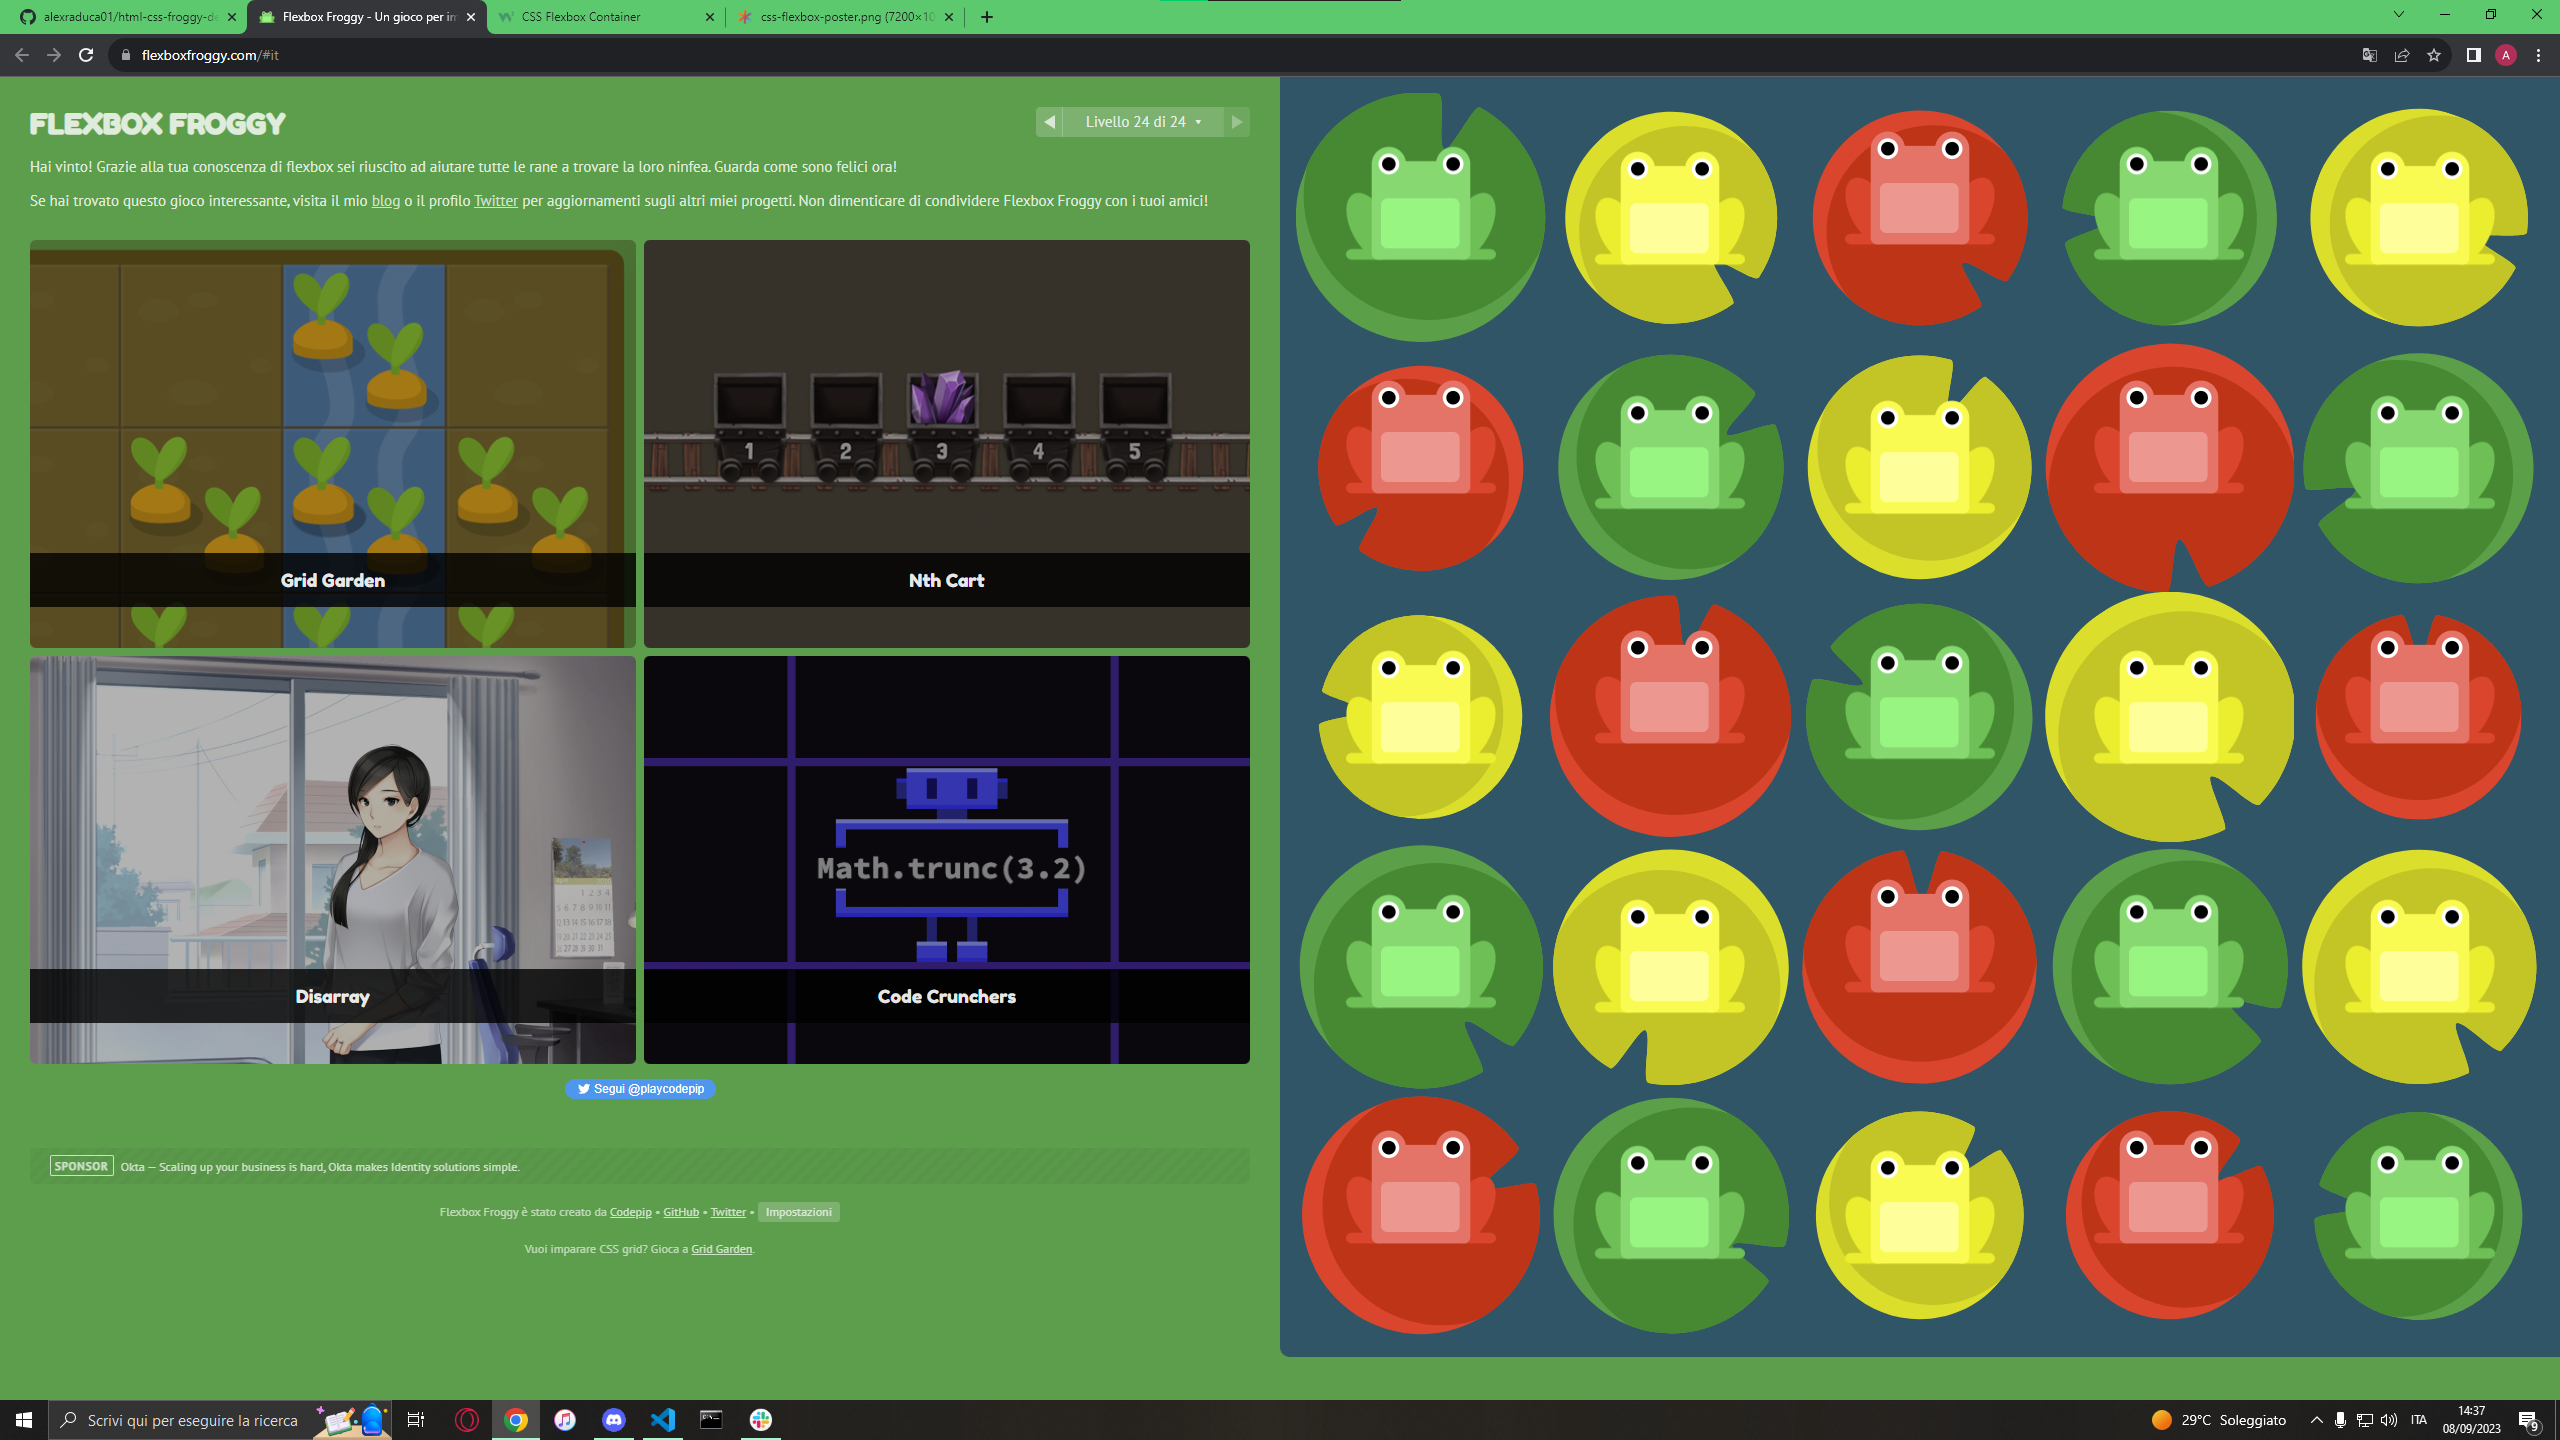 alexraduca01/html-css-froggy-de
Flexbox Froggy - Un gioco per im
CSS Flexbox Container
css-flexbox-poster.png (7200×10
flexboxfroggy.com/#it
A
FLEXBOX FROGGY
Livello 24 di 24
Hai vinto! Grazie alla tua conoscenza di flexbox sei riuscito ad aiutare tutte le rane a trovare la loro ninfea. Guarda come sono felici ora!
Se hai trovato questo gioco interessante, visita il mio blog o il profilo Twitter per aggiornamenti sugli altri miei progetti. Non dimenticare di condividere Flexbox Froggy con i tuoi amici!
1 2 3 4 5
Grid Garden
Nth Cart
Math.trunc(3.2)
Disarray
Code Crunchers
Segui @playcodepip
SPONSOR Okta — Scaling up your business is hard, Okta makes Identity solutions simple.
Flexbox Froggy è stato creato da Codepip • GitHub • Twitter • Impostazioni
Vuoi imparare CSS grid? Gioca a Grid Garden.
Scrivi qui per eseguire la ricerca
29°C Soleggiato
ITA
14:37
08/09/2023
9